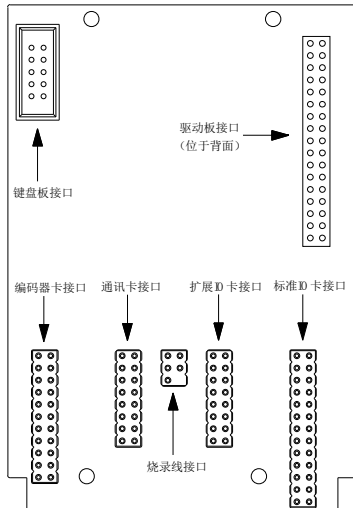 驱动板接口
（位于背面）
键盘板接口
编码器卡接口
通讯卡接口
扩展IO 卡接口
标准IO 卡接口
烧录线接口